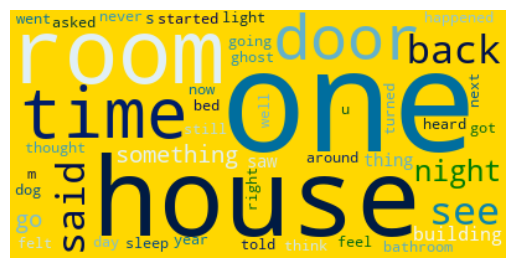 went asked never s started light happened
room door back
going
ghost
one
time now bed well u turned heard next got
still
thought something saw around thing night
m
dog said house right
go see
building
felt day sleep year told think feel bathroom